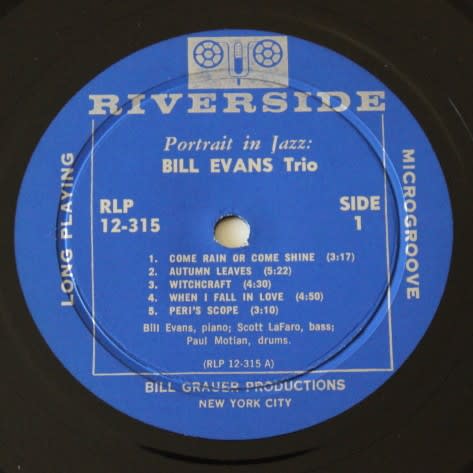 RIVERSIDE
Portrait in Jazz:
BILL EVANS Trio
LONG PLAYING
MICROGROOVE
RLP
12-315
SIDE
1
1. COME RAIN OR COME SHINE (3:17)
2. AUTUMN LEAVES (5:22)
3. WITCHCRAFT (4:30)
4. WHEN I FALL IN LOVE (4:50)
5. PERI'S SCOPE (3:10)
Bill Evans, piano; Scott LaFaro, bass;
Paul Motian, drums.
(RLP 12-315 A)
BILL GRAUER PRODUCTIONS
NEW YORK CITY